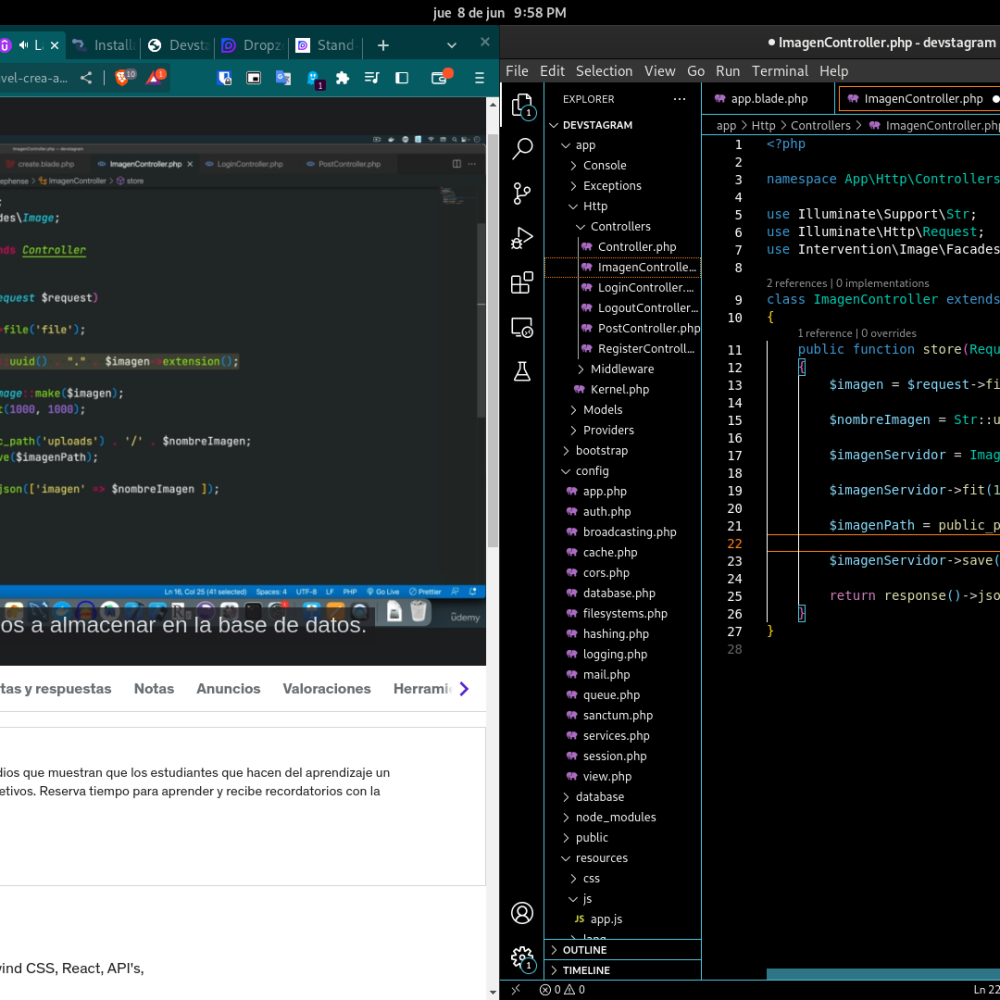 jue 8 de jun 9:58 PM
L
Install
Devsta
Dropz
Stand
vel-crea-a...
10
1
1
create.blade.php
ImagenController.php
LoginController.php
PostController.php
ImagenController
store
des\Image;
nds Controller
equest $request)
>file('file');
::uuid() . "." . $imagen->extension();
mage::make($imagen);
t(1000, 1000);
c_path('uploads') . '/' . $nombreImagen;
ve($imagenPath);
json(['imagen' => $nombreImagen ]);
Ln 16, Col 25 (41 selected) Spaces: 4 UTF-8 LF PHP Go Live Prettier
os a almacenar en la base de datos.
ûdemy
tas y respuestas
Notas
Anuncios
Valoraciones
Herrami
dios que muestran que los estudiantes que hacen del aprendizaje un
etivos. Reserva tiempo para aprender y recibe recordatorios con la
vind CSS, React, API's,
● ImagenController.php - devstagram
File Edit Selection View Go Run Terminal Help
1
1
EXPLORER
...
DEVSTAGRAM
app
Console
Exceptions
Http
Controllers
Controller.php
ImagenControlle...
LoginController....
LogoutController...
PostController.php
RegisterControll...
Middleware
Kernel.php
Models
Providers
bootstrap
config
app.php
auth.php
broadcasting.php
cache.php
cors.php
database.php
filesystems.php
hashing.php
logging.php
mail.php
queue.php
sanctum.php
services.php
session.php
view.php
database
node_modules
public
resources
css
js
JS app.js
lang
OUTLINE
TIMELINE
app.blade.php
ImagenController.php
app > Http > Controllers > ImagenController.php
1 <?php
2
3 namespace App\Http\Controllers
4
5 use Illuminate\Support\Str;
6 use Illuminate\Http\Request;
7 use Intervention\Image\Facades
8
2 references | 0 implementations
9 class ImagenController extends
10 {
1 reference | 0 overrides
11 public function store(Requ
12 {
13 $imagen = $request->fi
14
15 $nombreImagen = Str::u
16
17 $imagenServidor = Imag
18
19 $imagenServidor->fit(1
20
21 $imagenPath = public_p
22
23 $imagenServidor->save(
24
25 return response()->jso
26 }
27 }
28
0 0
Ln 22